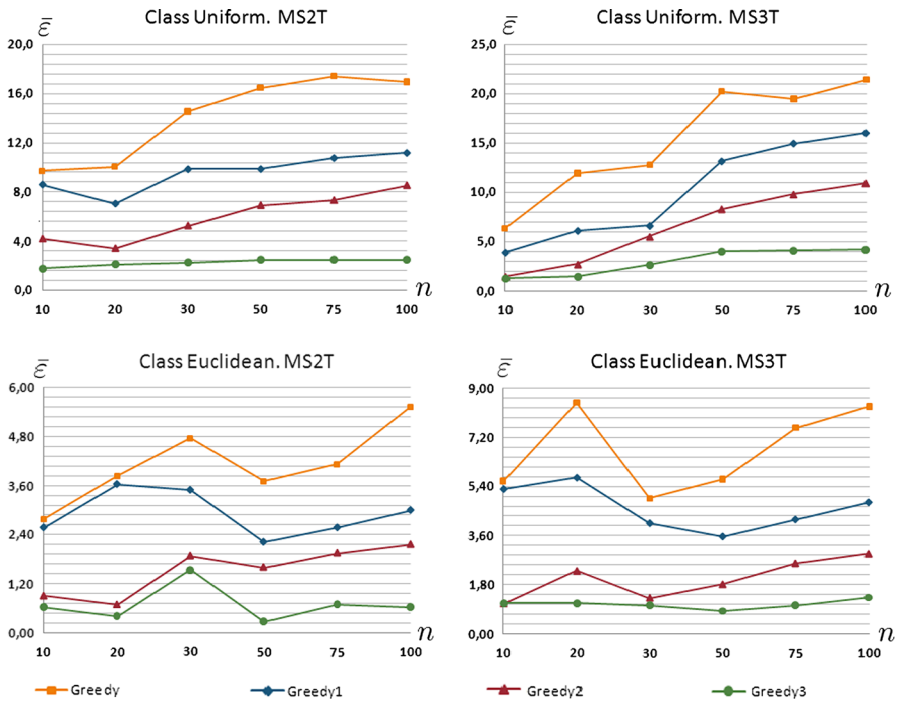 Class Uniform. MS2T
ε̄
20,0
16,0
12,0
8,0
4,0
0,0
10 20 30 50 75 100
n
Class Uniform. MS3T
ε̄
25,0
20,0
15,0
10,0
5,0
0,0
10 20 30 50 75 100
n
Class Euclidean. MS2T
ε̄
6,00
4,80
3,60
2,40
1,20
0,00
10 20 30 50 75 100
n
Class Euclidean. MS3T
ε̄
9,00
7,20
5,40
3,60
1,80
0,00
10 20 30 50 75 100
n
Greedy Greedy1 Greedy2 Greedy3